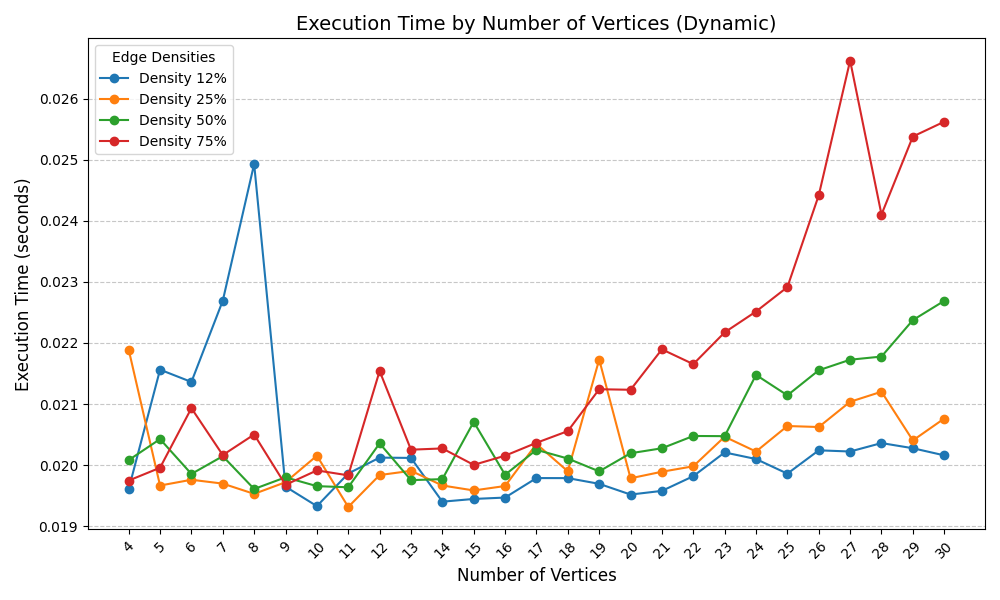 Execution Time by Number of Vertices (Dynamic)
Edge Densities
Density 12%
Density 25%
Density 50%
Density 75%
Execution Time (seconds)
0.026
0.025
0.024
0.023
0.022
0.021
0.020
0.019
4 5 6 7 8 9 10 11 12 13 14 15 16 17 18 19 20 21 22 23 24 25 26 27 28 29 30
Number of Vertices